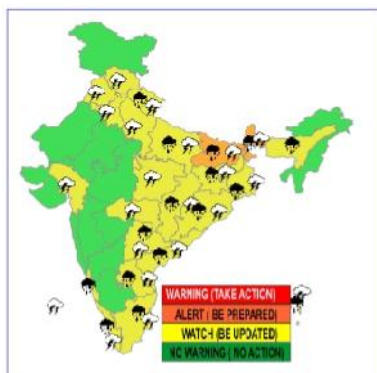 WARNING (TAKE ACTION)
ALERT ( BE PREPARED)
WATCH (BE UPDATED)
NO WARNING ( NO ACTION)